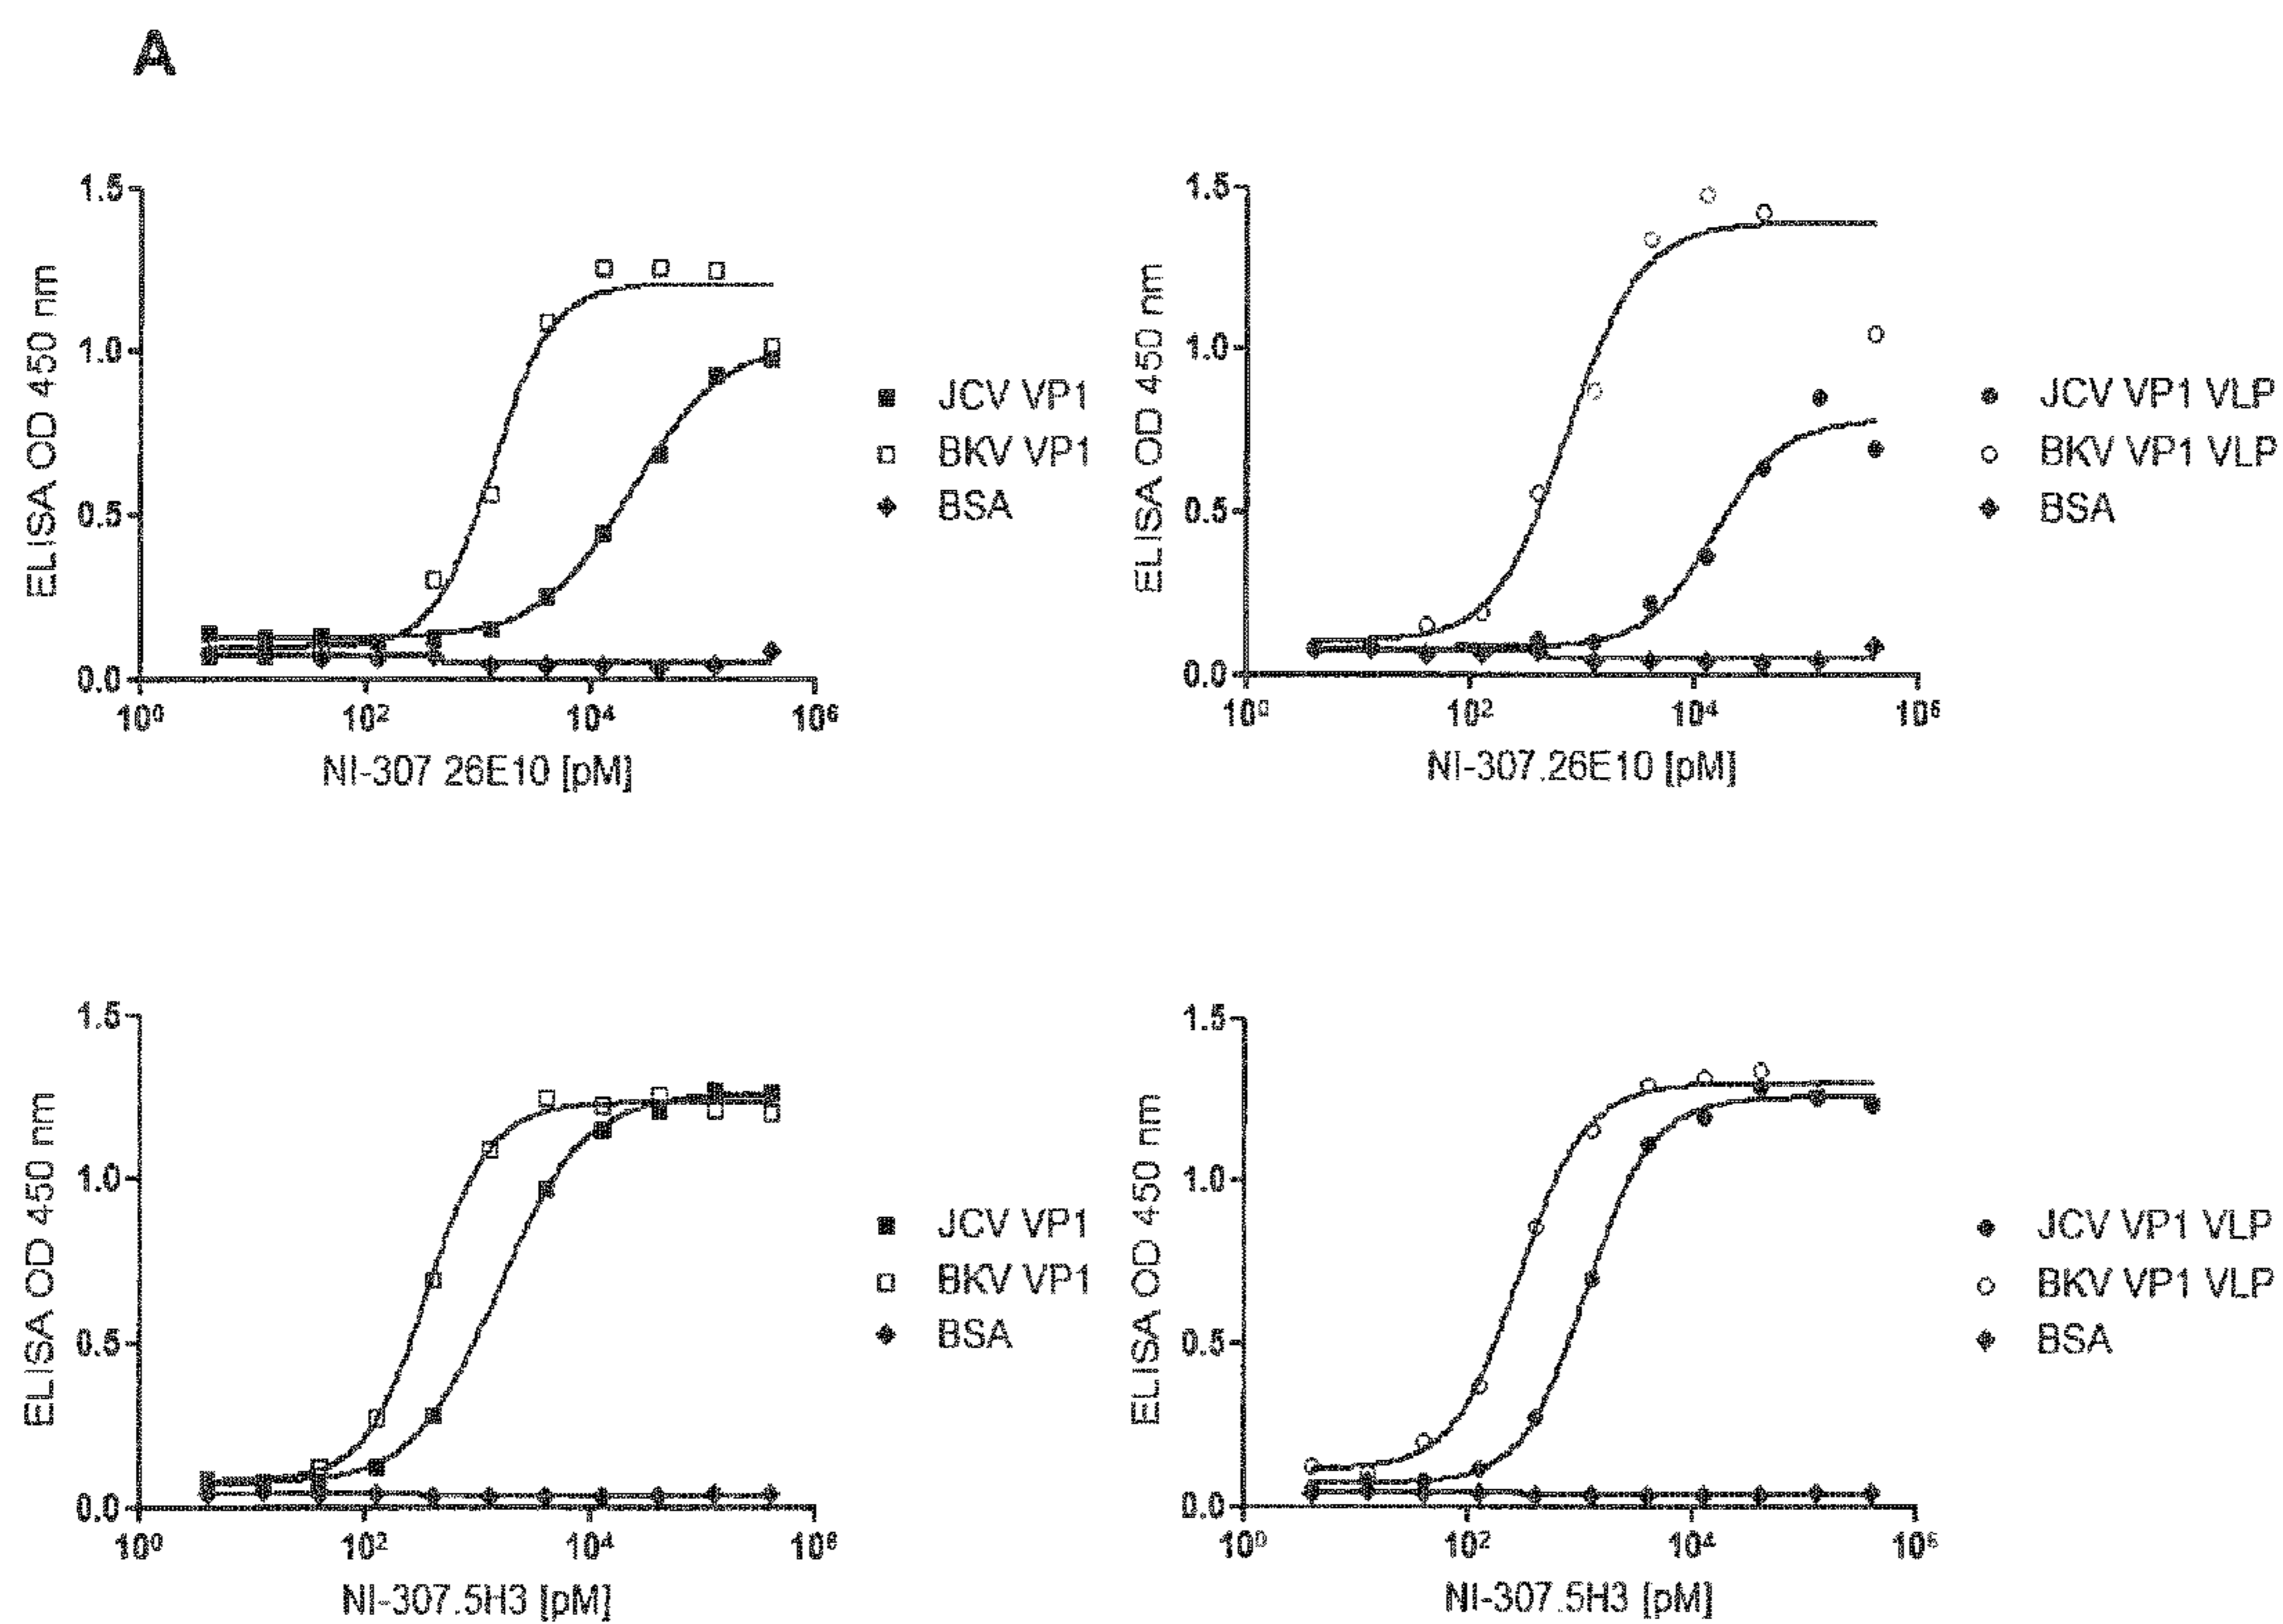 A
1.5
1.0
0.5
0.0
10⁰ 10² 10⁴ 10⁶
ELISA OD 450 nm
NI-307 26E10 [pM]
JCV VP1
BKV VP1
BSA
1.5
1.0
0.5
0.0
10⁰ 10² 10⁴ 10⁶
ELISA OD 450 nm
NI-307.26E10 [pM]
JCV VP1 VLP
BKV VP1 VLP
BSA
1.5
1.0
0.5
0.0
10⁰ 10² 10⁴ 10⁶
ELISA OD 450 nm
NI-307.5H3 [pM]
JCV VP1
BKV VP1
BSA
1.5
1.0
0.5
0.0
10⁰ 10² 10⁴ 10⁶
ELISA OD 450 nm
NI-307.5H3 [pM]
JCV VP1 VLP
BKV VP1 VLP
BSA